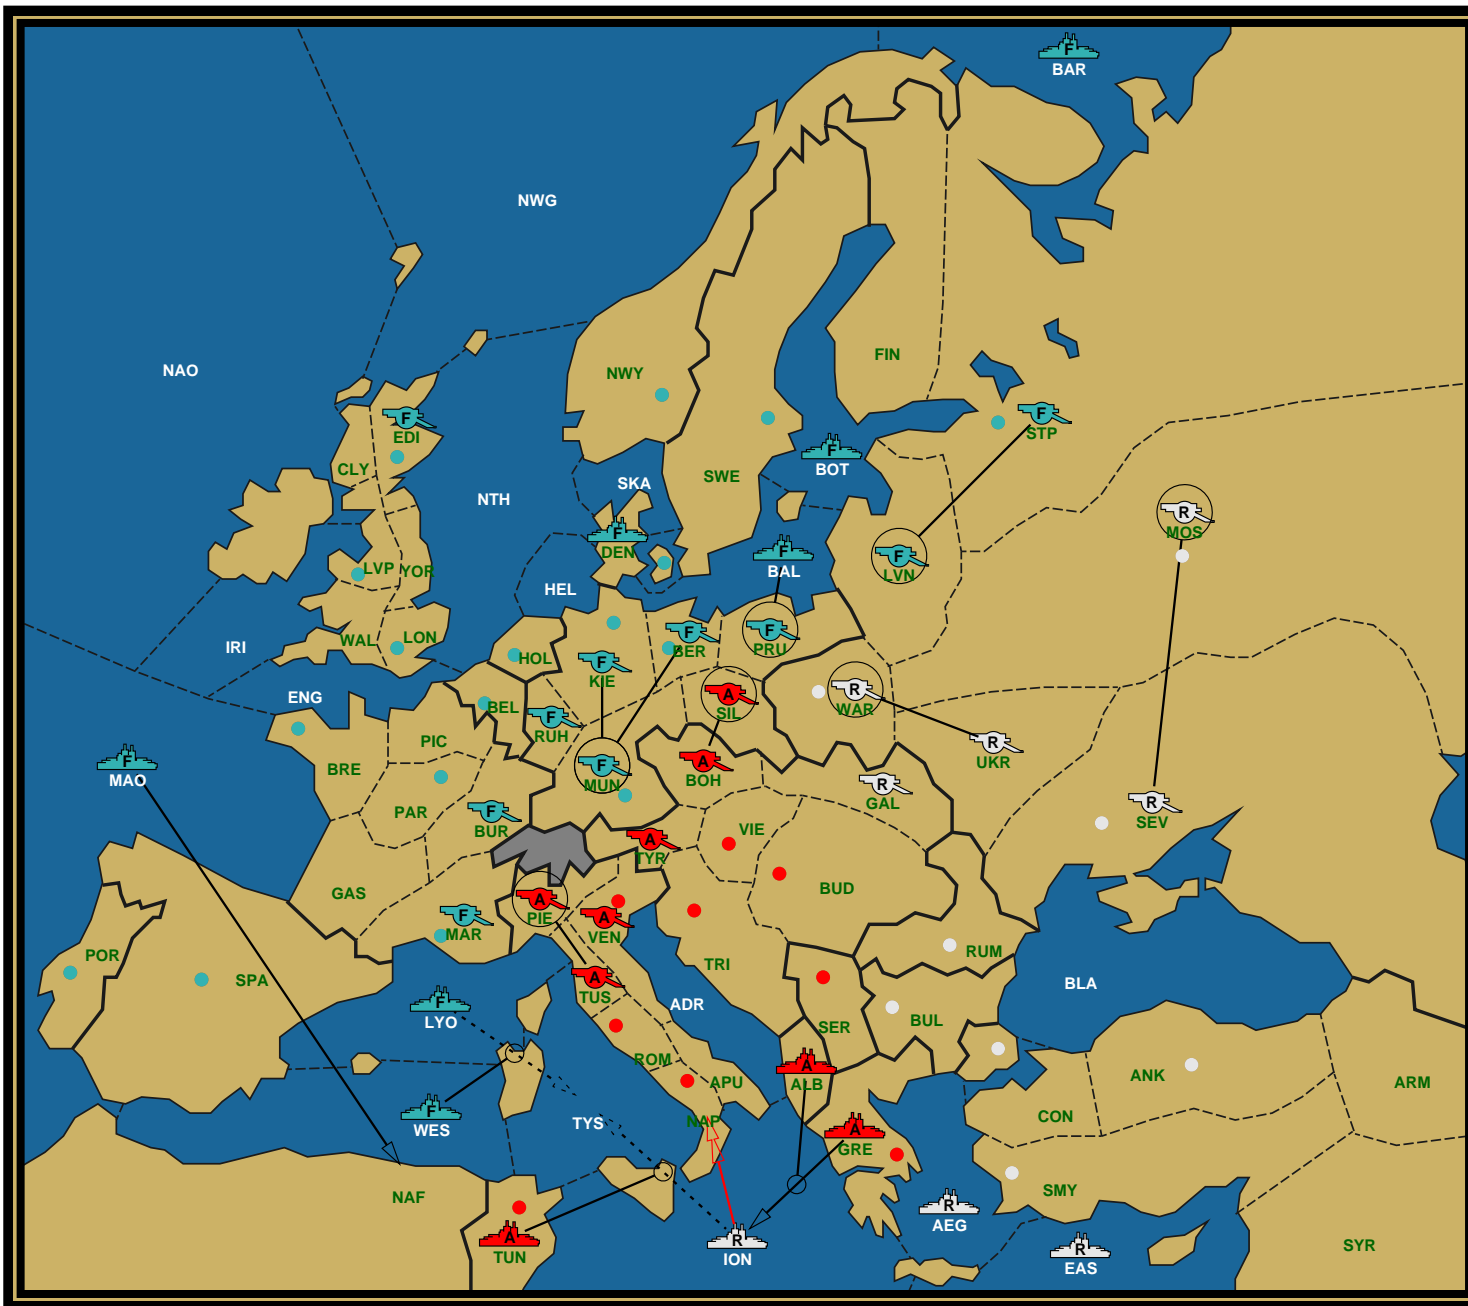 F
BAR
NWG
NAO
FIN
NWY
F
EDI
F
STP
CLY
F
BOT
SWE
SKA
NTH
R
MOS
F
DEN
F
BAL
F
LVN
LVP YOR
HEL
WAL
LON
IRI
F
BER
F
PRU
HOL
F
KIE
ENG
BEL
A
SIL
R
WAR
F
RUH
PIC
R
UKR
F
MAO
BRE
F
MUN
A
BOH
R
GAL
PAR
F
BUR
R
SEV
VIE
A
TYR
BUD
GAS
A
PIE
F
MAR
A
VEN
POR
SPA
TRI
RUM
A
TUS
F
LYO
ADR
BLA
BUL
SER
ROM
APU
A
ALB
ANK
ARM
F
WES
TYS
NAP
CON
A
GRE
NAF
SMY
R
AEG
A
TUN
R
ION
R
EAS
SYR